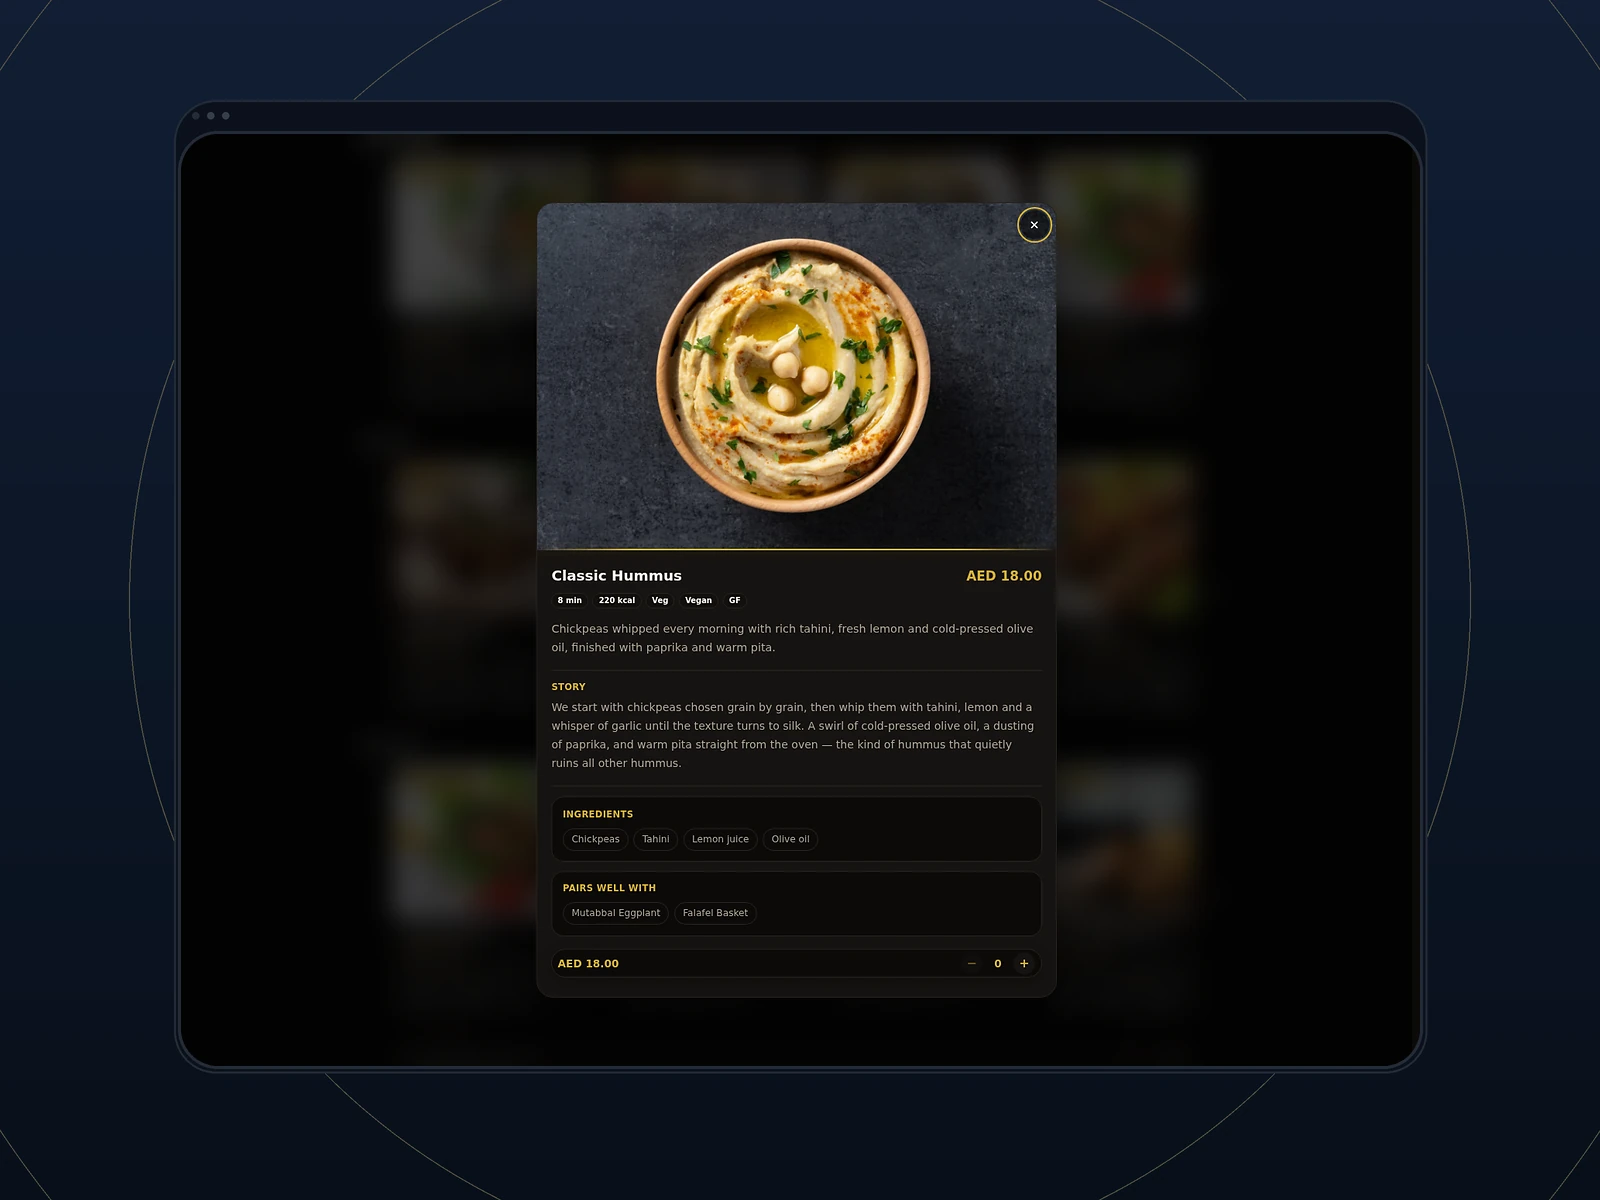 ✕
Classic Hummus AED 18.00
8 min 220 kcal Veg Vegan GF
Chickpeas whipped every morning with rich tahini, fresh lemon and cold-pressed olive
oil, finished with paprika and warm pita.
STORY
We start with chickpeas chosen grain by grain, then whip them with tahini, lemon and a
whisper of garlic until the texture turns to silk. A swirl of cold-pressed olive oil, a dusting
of paprika, and warm pita straight from the oven — the kind of hummus that quietly
ruins all other hummus.
INGREDIENTS
Chickpeas Tahini Lemon juice Olive oil
PAIRS WELL WITH
Mutabbal Eggplant Falafel Basket
AED 18.00 − 0 +